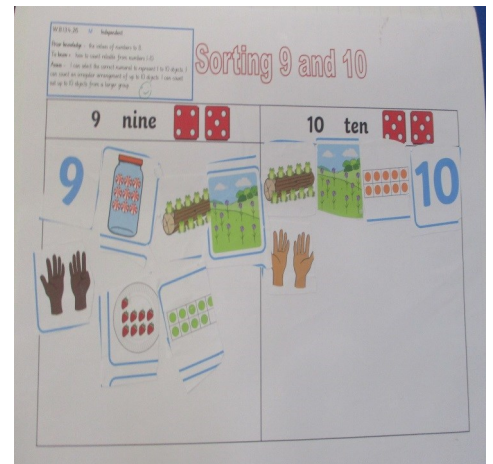 Independent
Prior knowledge - the values of numbers to
To know - how to count reliably from numbers 1-10
I can select the correct numeral to represent 1 to 10 objects. I
can count an irregular arrangement of up to 10 objects. I can count
out up to 10 objects from a larger group.
Sorting 9 and 10
9 nine
10 ten
9
10